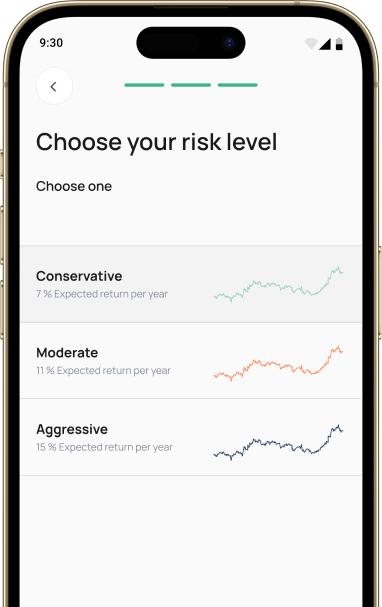 9:30
Choose your risk level
Choose one
Conservative
7 % Expected return per year
Moderate
11 % Expected return per year
Aggressive
15 % Expected return per year